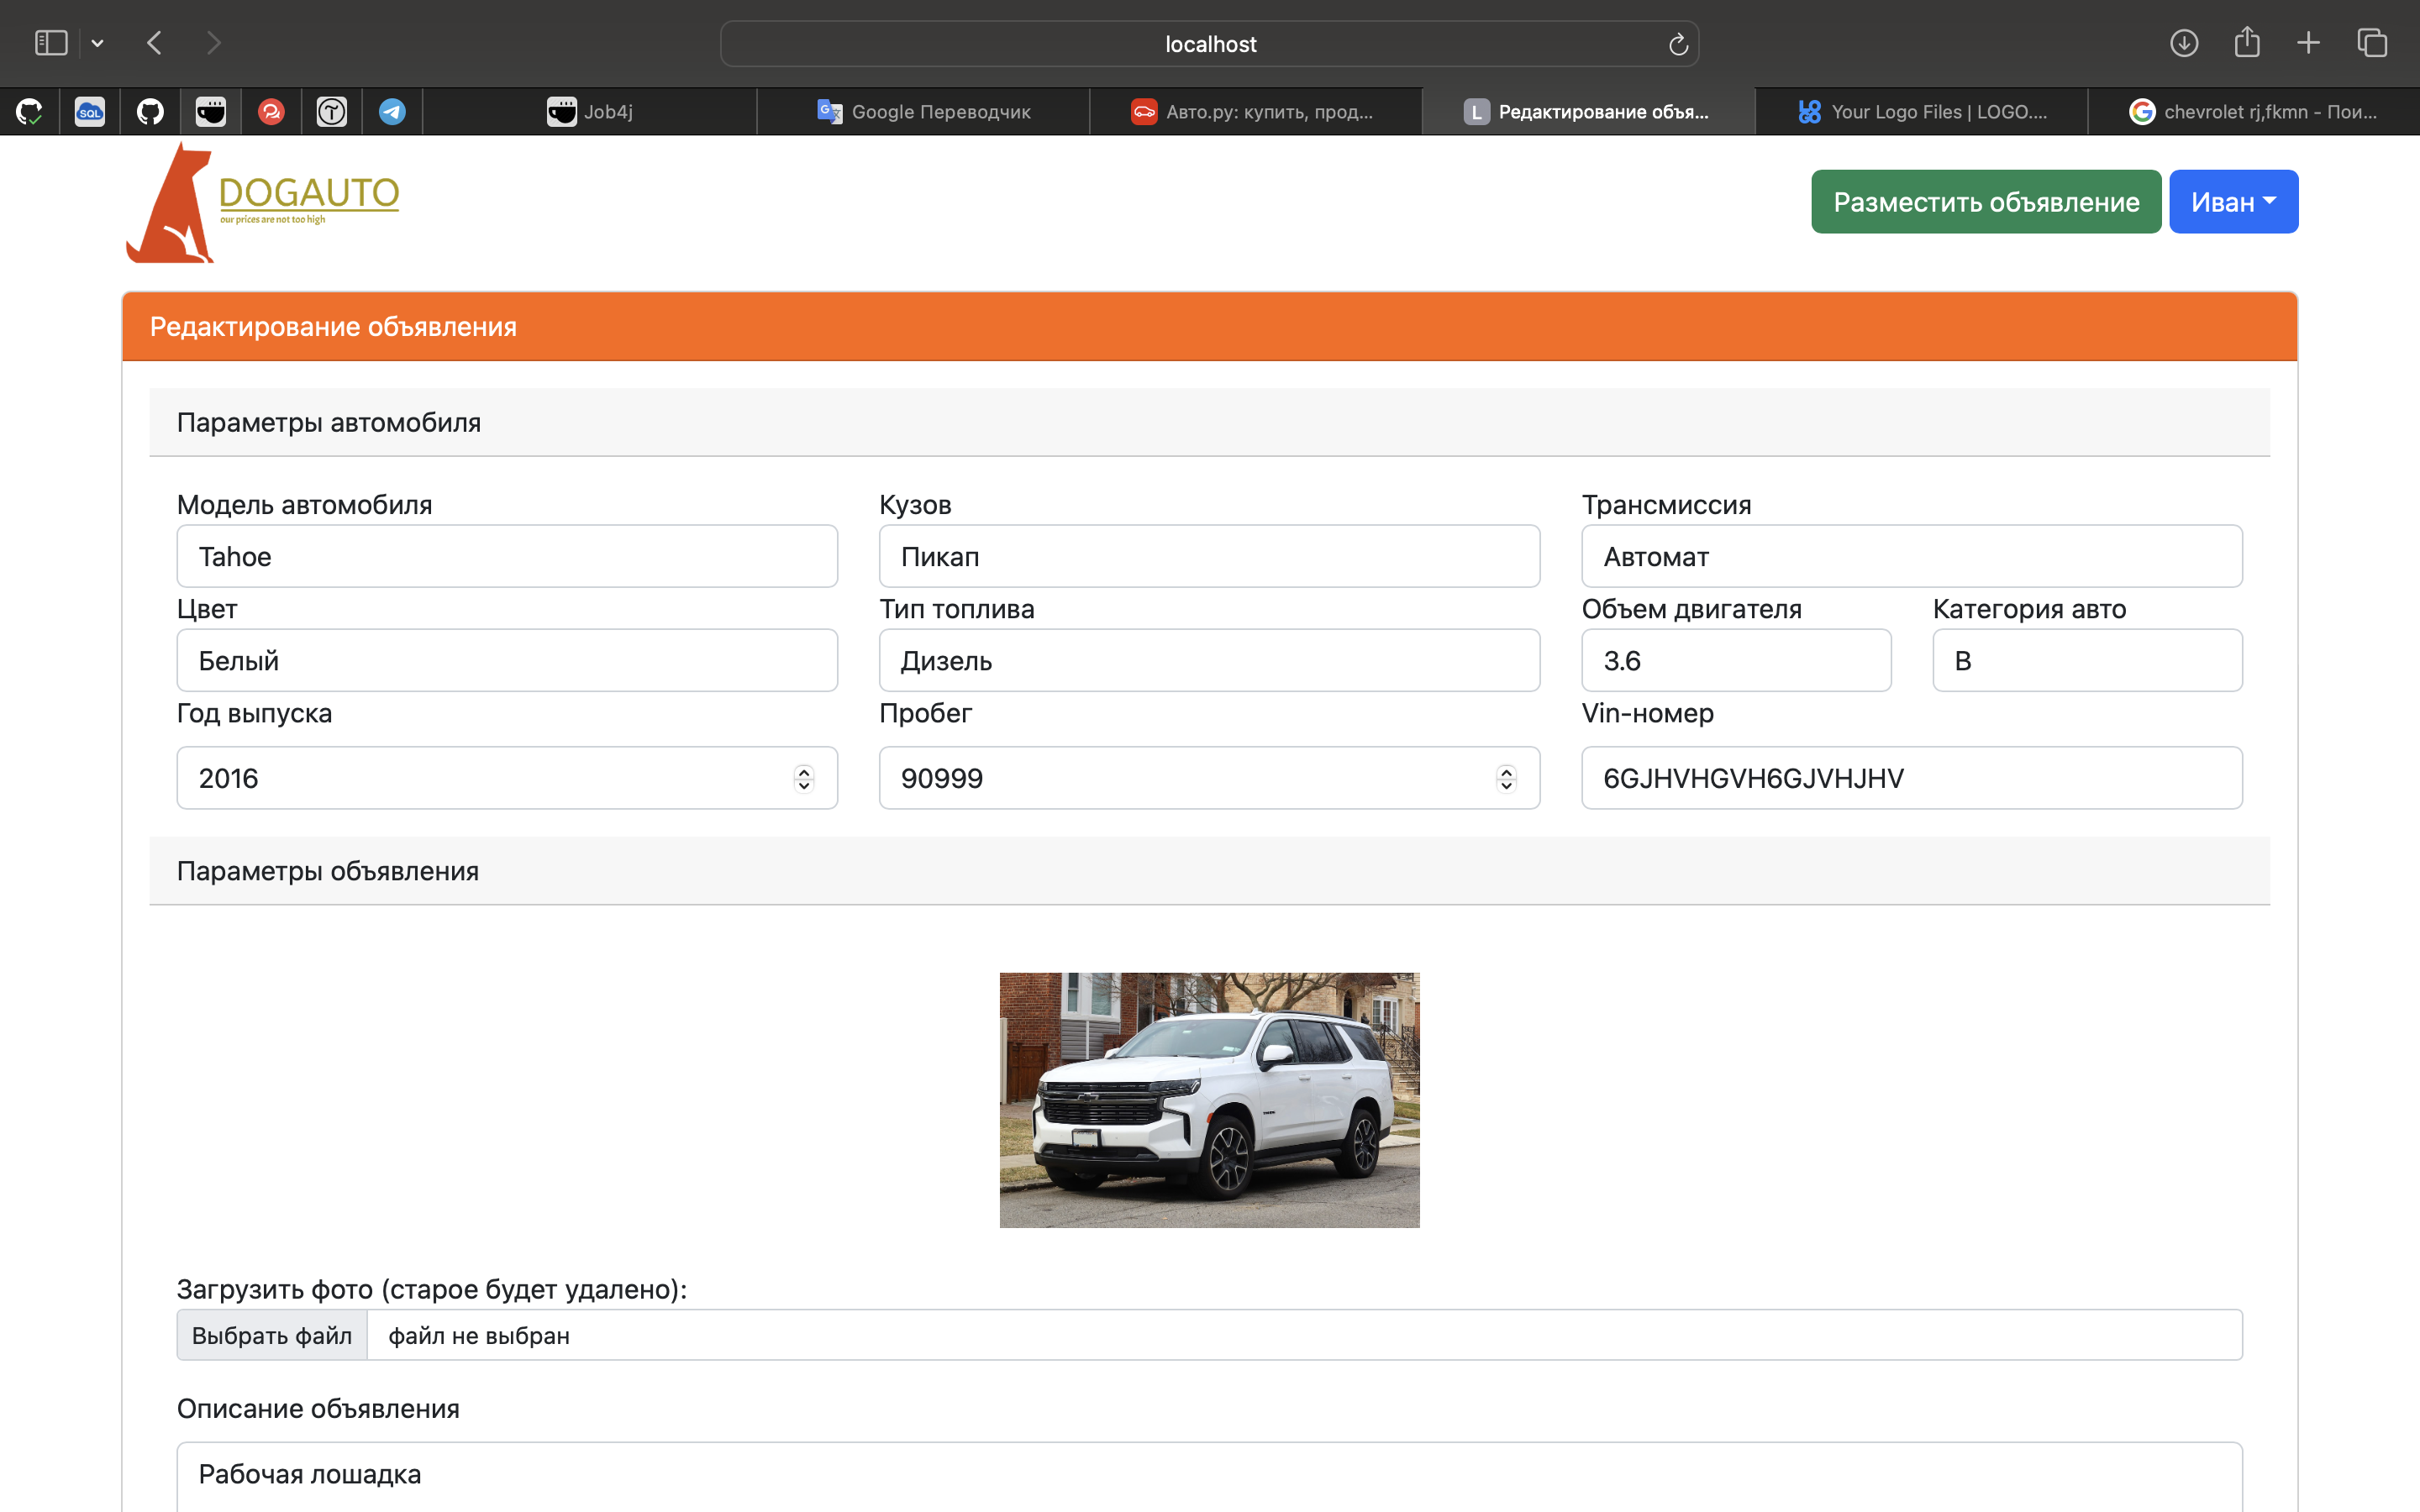 localhost
SQL
Job4j
Google Переводчик
Авто.ру: купить, прод...
L
Редактирование объя...
Your Logo Files | LOGO....
chevrolet rj,fkmn - Пои...
DOGAUTO
our prices are not too high
Разместить объявление
Иван
Редактирование объявления
Параметры автомобиля
Модель автомобиля
Кузов
Трансмиссия
Tahoe
Пикап
Автомат
Цвет
Тип топлива
Объем двигателя
Категория авто
Белый
Дизель
3.6
B
Год выпуска
Пробег
Vin-номер
2016
90999
6GJHVHGVH6GJVHJHV
Параметры объявления
Загрузить фото (старое будет удалено):
Выбрать файл
файл не выбран
Описание объявления
Рабочая лошадка